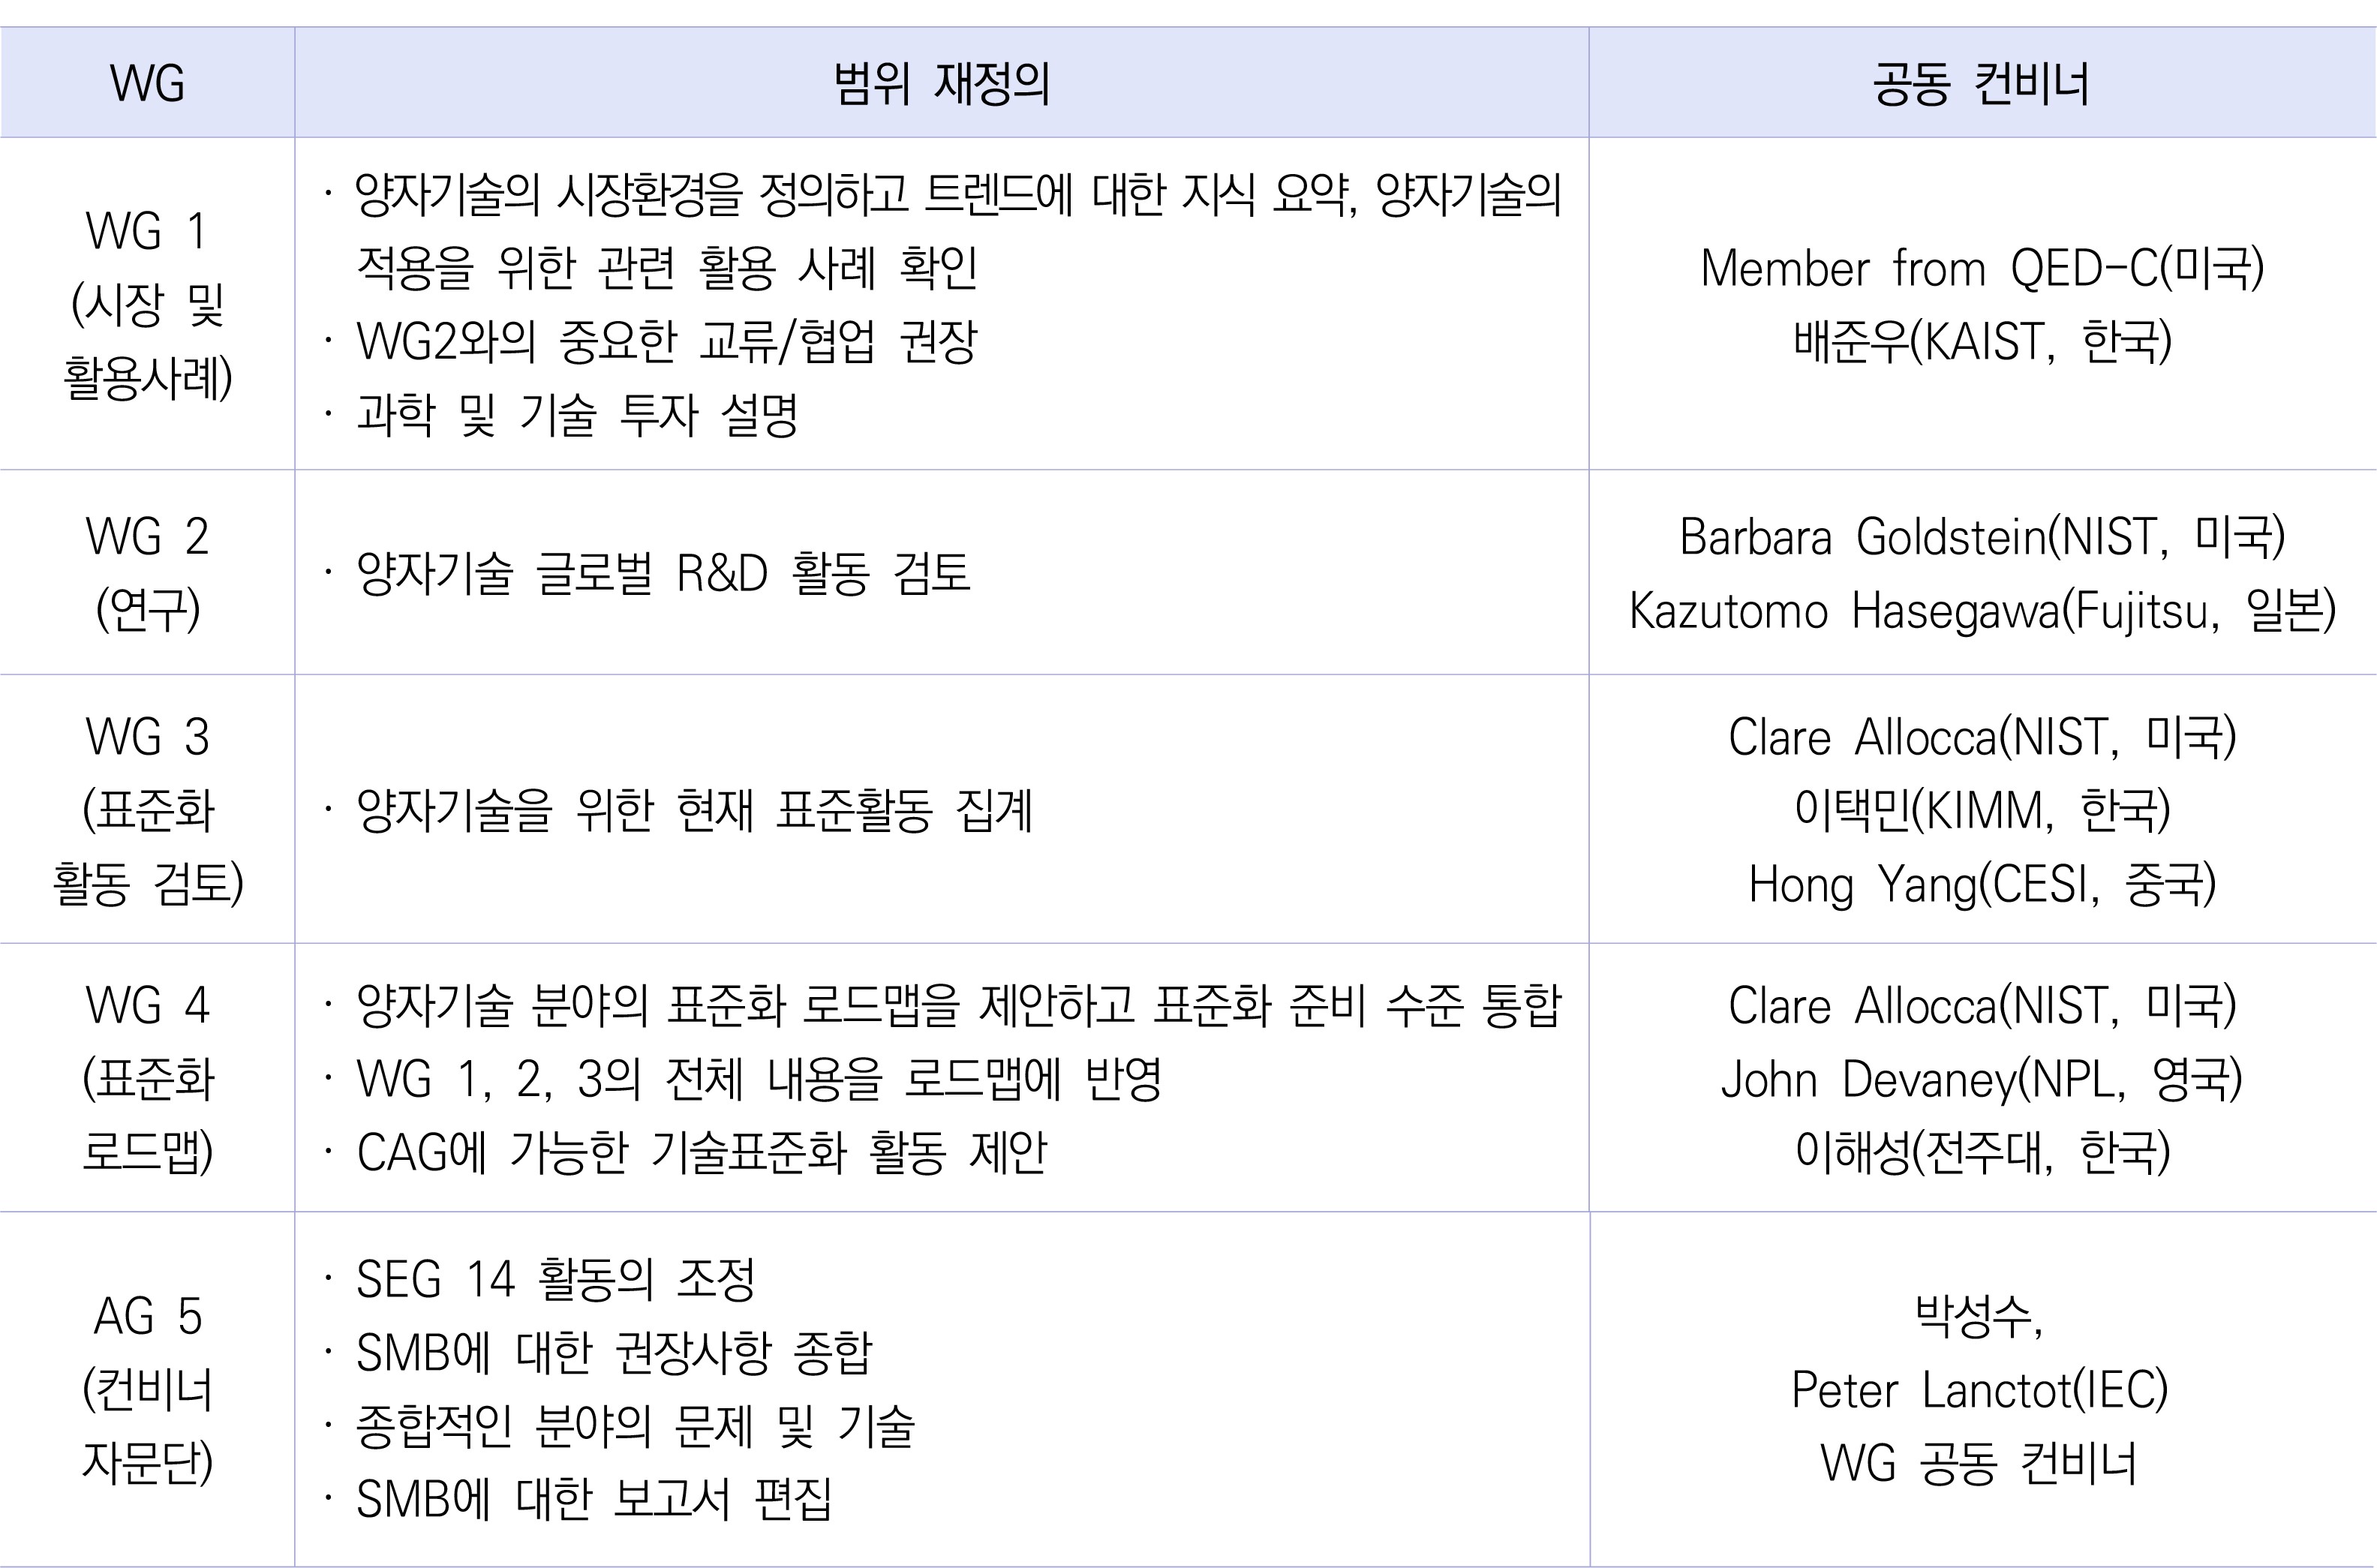 WG 범위 재정의 공동 컨비너
WG 1
(시장 및
활용사례)
· 양자기술의 시장환경을 정의하고 트렌드에 대한 지식 요약, 양자기술의
적용을 위한 관련 활용 사례 확인
· WG2와의 중요한 교류/협업 권장
· 과학 및 기술 투자 설명
Member from QED-C(미국)
배준우(KAIST, 한국)
WG 2
(연구)
· 양자기술 글로벌 R&D 활동 검토
Barbara Goldstein(NIST, 미국)
Kazutomo Hasegawa(Fujitsu, 일본)
WG 3
(표준화
활동 검토)
· 양자기술을 위한 현재 표준활동 집계
Clare Allocca(NIST, 미국)
이택민(KIMM, 한국)
Hong Yang(CESI, 중국)
WG 4
(표준화
로드맵)
· 양자기술 분야의 표준화 로드맵을 제안하고 표준화 준비 수준 통합
· WG 1, 2, 3의 전체 내용을 로드맵에 반영
· CAG에 가능한 기술표준화 활동 제안
Clare Allocca(NIST, 미국)
John Devaney(NPL, 영국)
이해성(전주대, 한국)
AG 5
(컨비너
자문단)
· SEG 14 활동의 조정
· SMB에 대한 권장사항 종합
· 종합적인 분야의 문제 및 기술
· SMB에 대한 보고서 편집
박성수,
Peter Lanctot(IEC)
WG 공동 컨비너